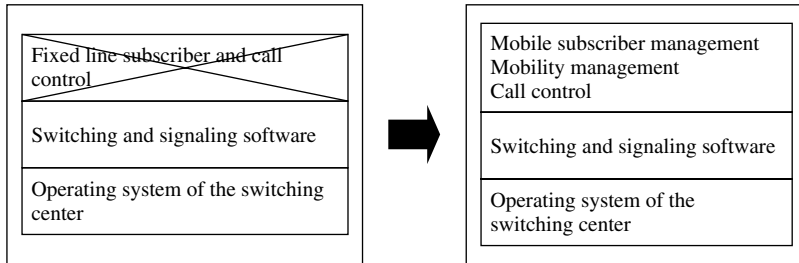 Fixed line subscriber and call
control
Switching and signaling software
Operating system of the switching
center
Mobile subscriber management
Mobility management
Call control
Switching and signaling software
Operating system of the
switching center